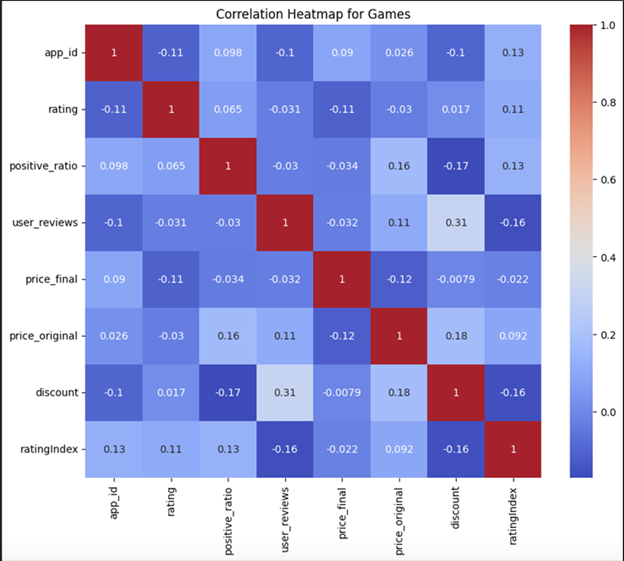 Correlation Heatmap for Games
app_id 1 -0.11 0.098 -0.1 0.09 0.026 -0.1 0.13
rating -0.11 1 0.065 -0.031 -0.11 -0.03 0.017 0.11
positive_ratio 0.098 0.065 1 -0.03 -0.034 0.16 -0.17 0.13
user_reviews -0.1 -0.031 -0.03 1 -0.032 0.11 0.31 -0.16
price_final 0.09 -0.11 -0.034 -0.032 1 -0.12 -0.0079 -0.022
price_original 0.026 -0.03 0.16 0.11 -0.12 1 0.18 0.092
discount -0.1 0.017 -0.17 0.31 -0.0079 0.18 1 -0.16
ratingIndex 0.13 0.11 0.13 -0.16 -0.022 0.092 -0.16 1
app_id
rating
positive_ratio
user_reviews
price_final
price_original
discount
ratingIndex
1.0
0.8
0.6
0.4
0.2
0.0